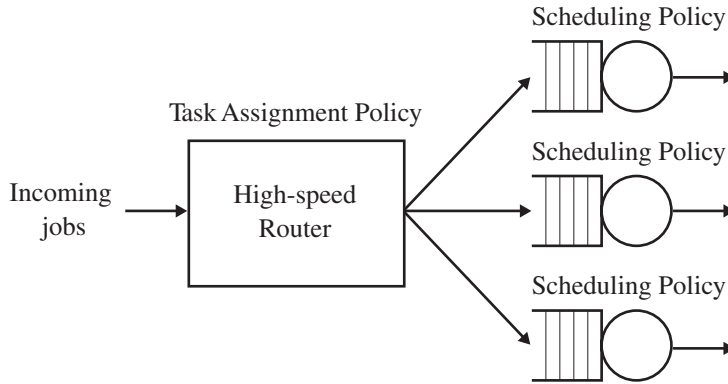 Scheduling Policy
Task Assignment Policy
Incoming
jobs
High-speed
Router
Scheduling Policy
Scheduling Policy